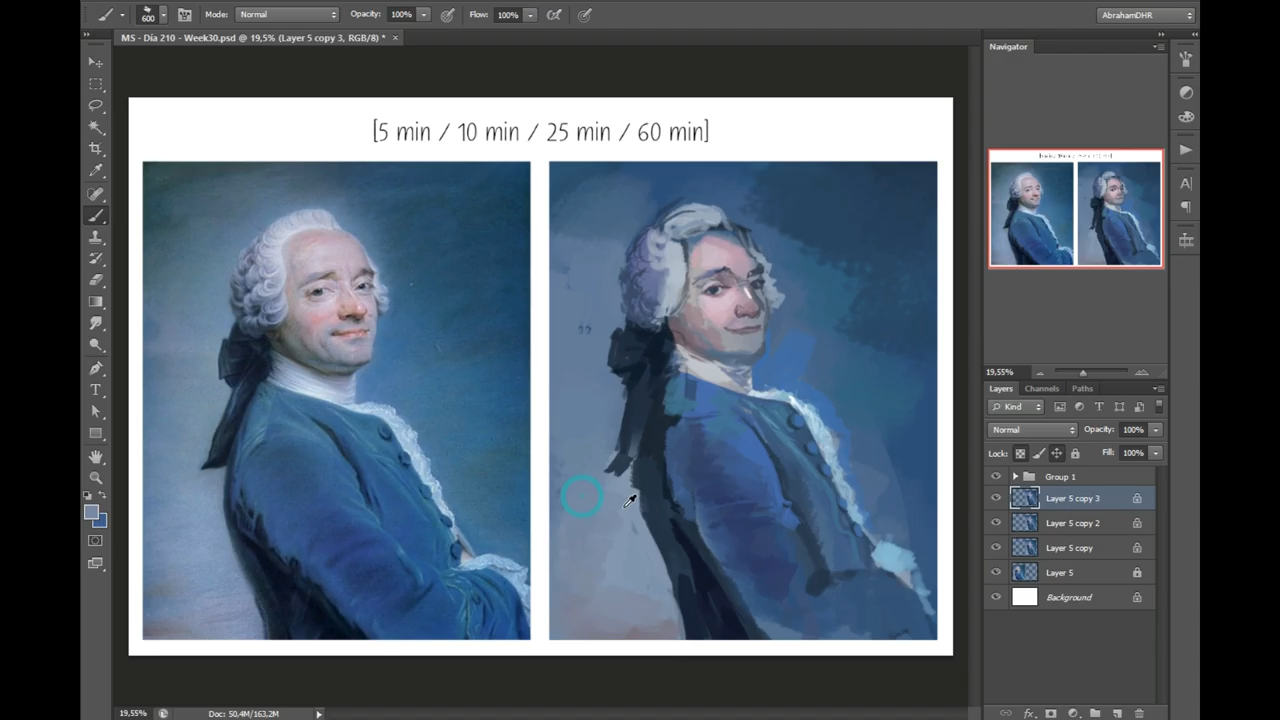 600
Mode: Normal
Opacity: 100%
Flow: 100%
AbrahamDHR
MS - Día 210 - Week30.psd @ 19,5% (Layer 5 copy 3, RGB/8) * ×
Navigator
[5 min / 10 min / 25 min / 60 min]
19,55%
Layers Channels Paths
Kind
Normal
Opacity: 100%
Lock:
Fill: 100%
Group 1
Layer 5 copy 3
Layer 5 copy 2
Layer 5 copy
Layer 5
Background
19,55%
Doc: 50,4M/163,2M